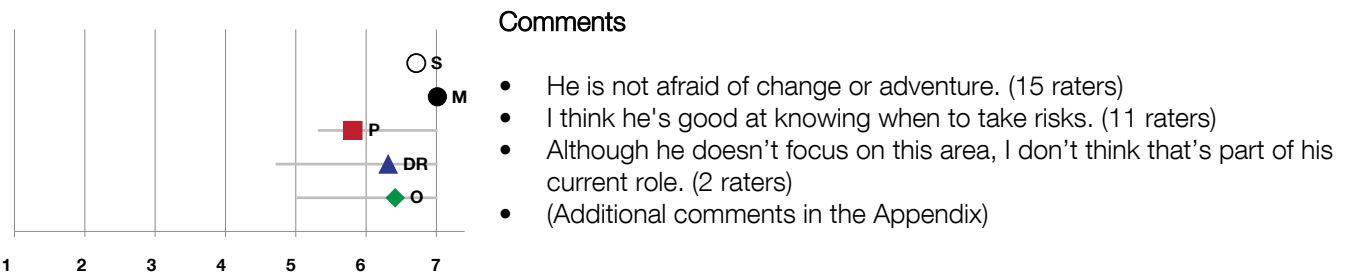 Comments
S
M
P
DR
O
• He is not afraid of change or adventure. (15 raters)
• I think he's good at knowing when to take risks. (11 raters)
• Although he doesn’t focus on this area, I don’t think that’s part of his
current role. (2 raters)
• (Additional comments in the Appendix)
1 2 3 4 5 6 7